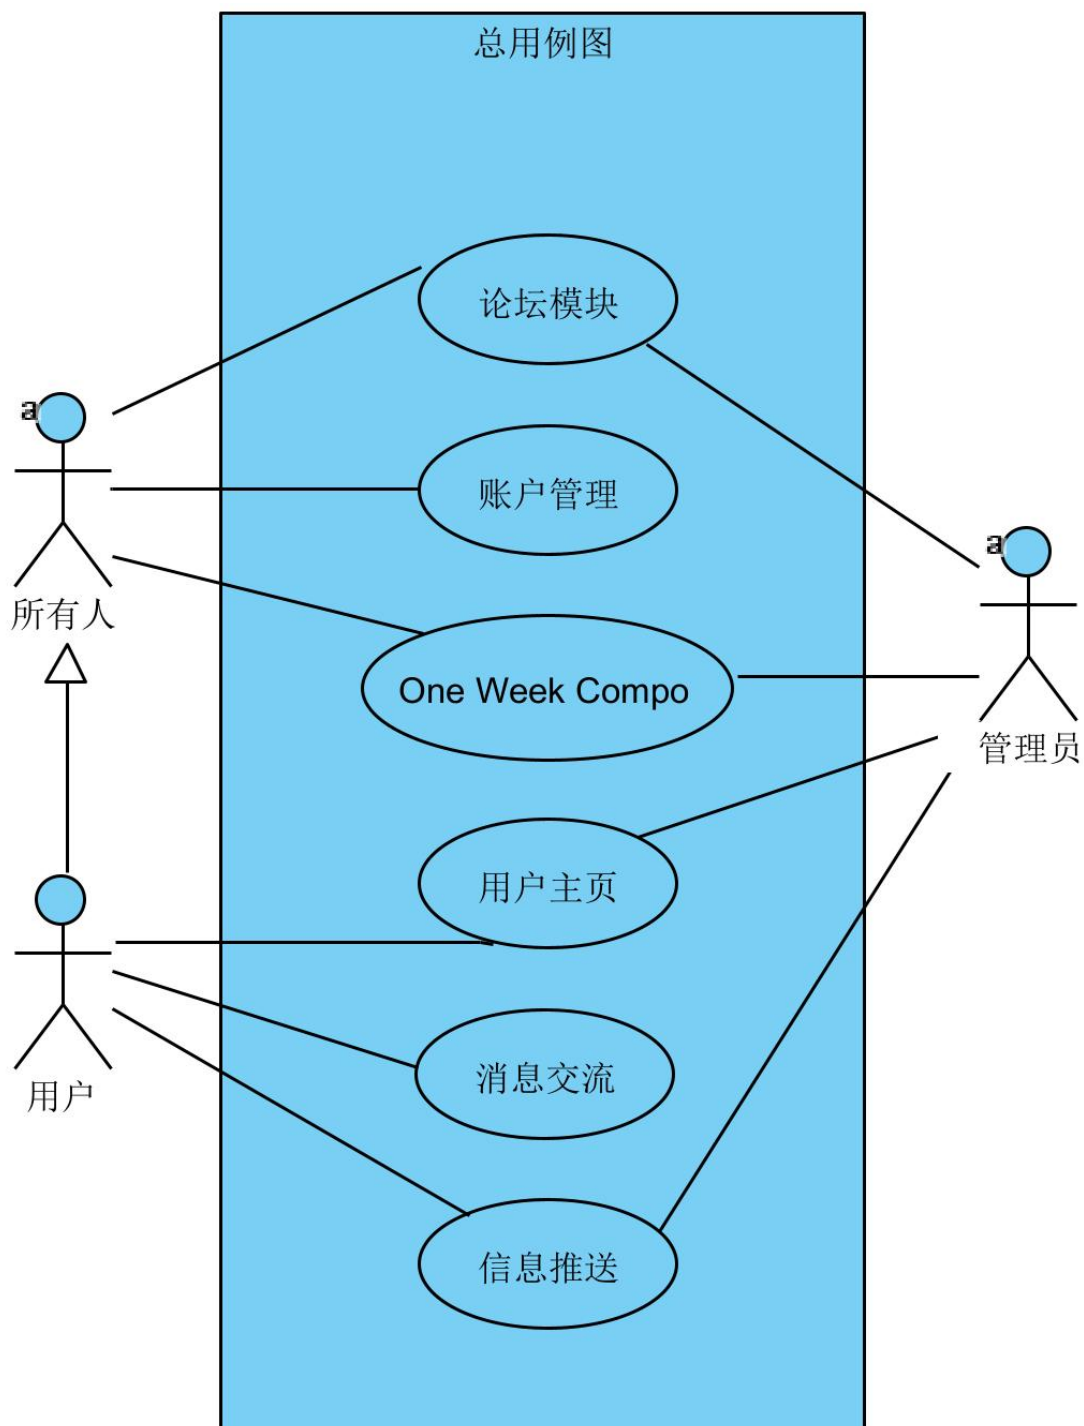 总用例图
论坛模块
a
账户管理
a
所有人
One Week Compo
管理员
用户主页
消息交流
用户
信息推送